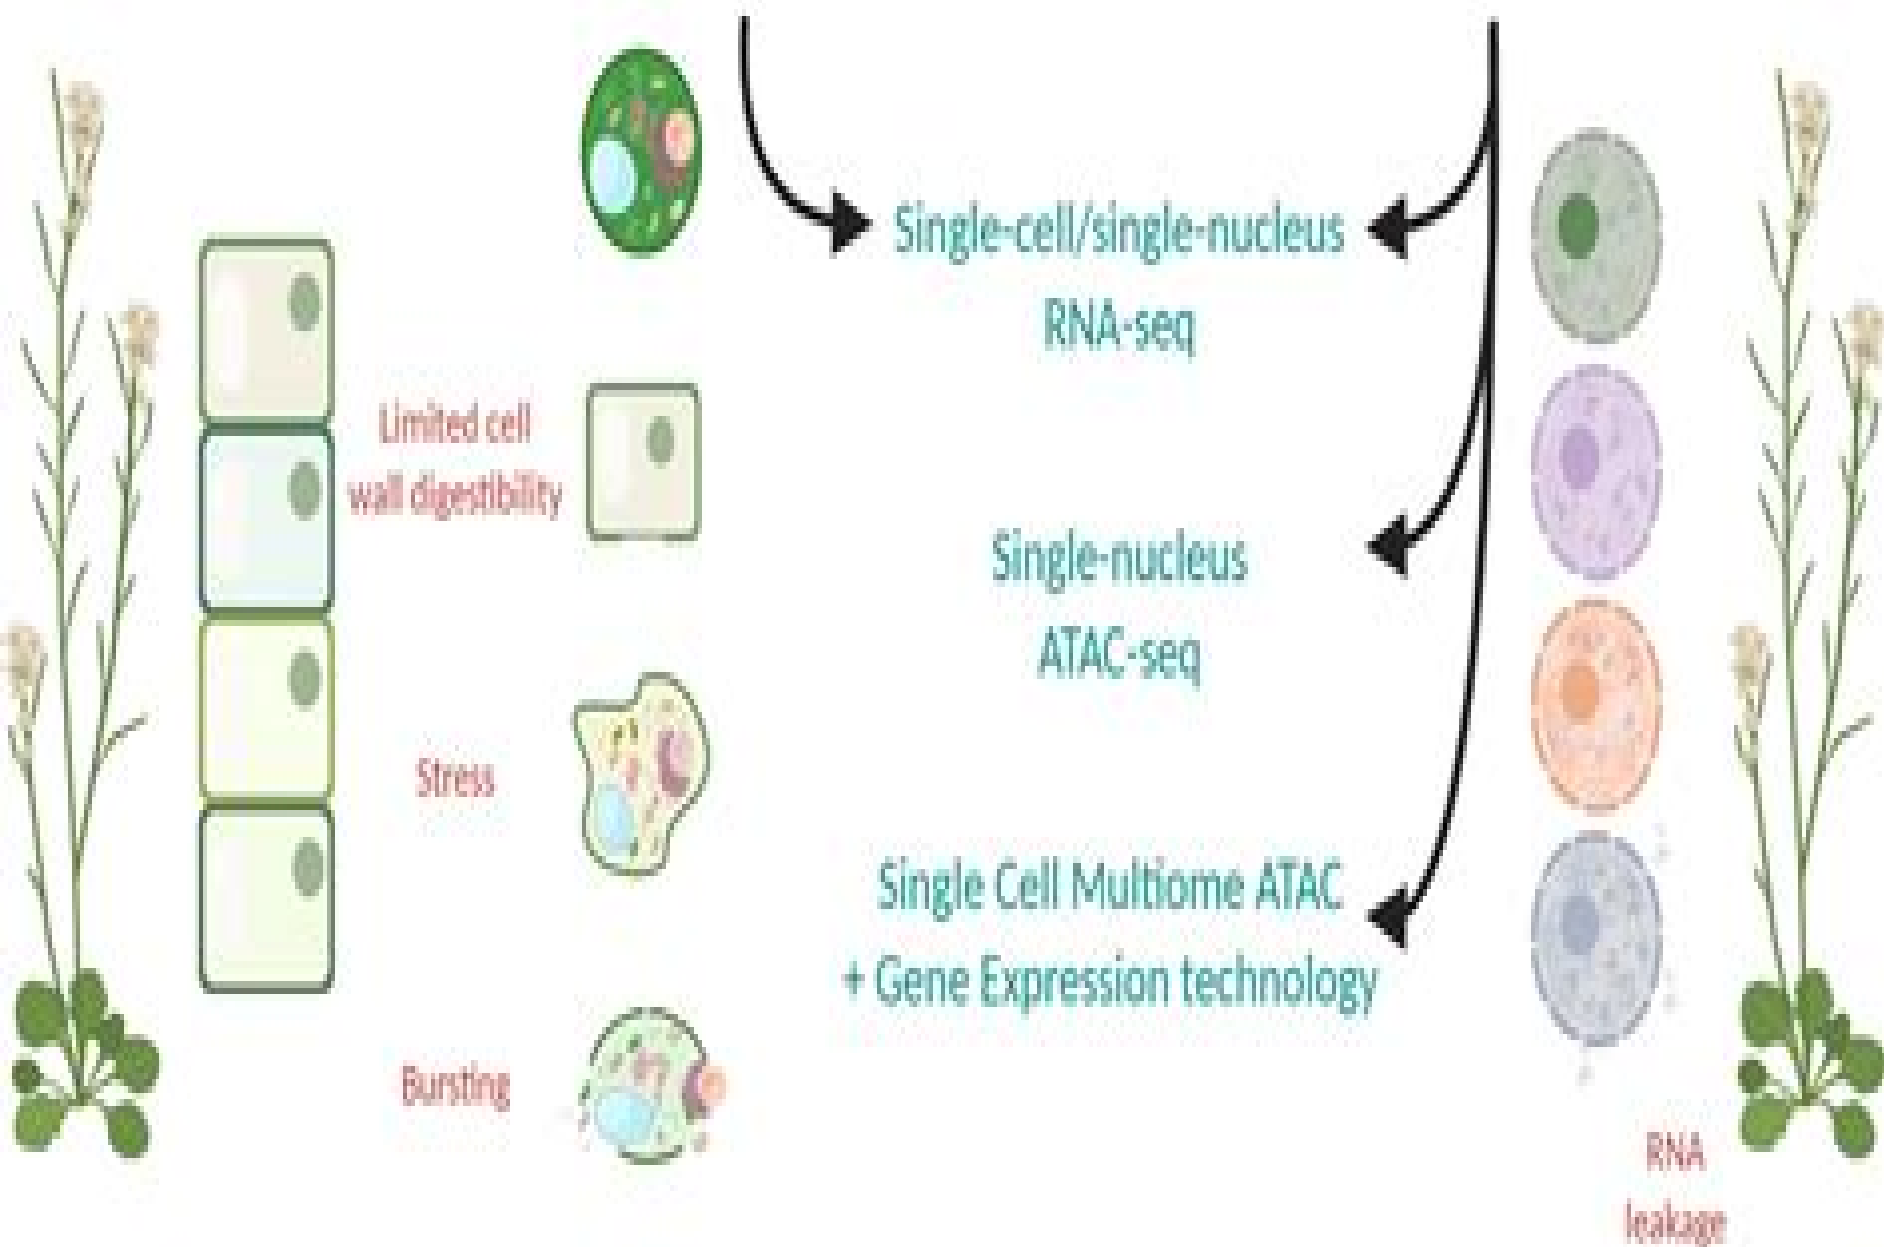 Single-cell/single-nucleus
RNA-seq
Limited cell
wall digestibility
Single-nucleus
ATAC-seq
Stress
Single Cell Multiome ATAC
+ Gene Expression technology
Bursting
RNA
leakage